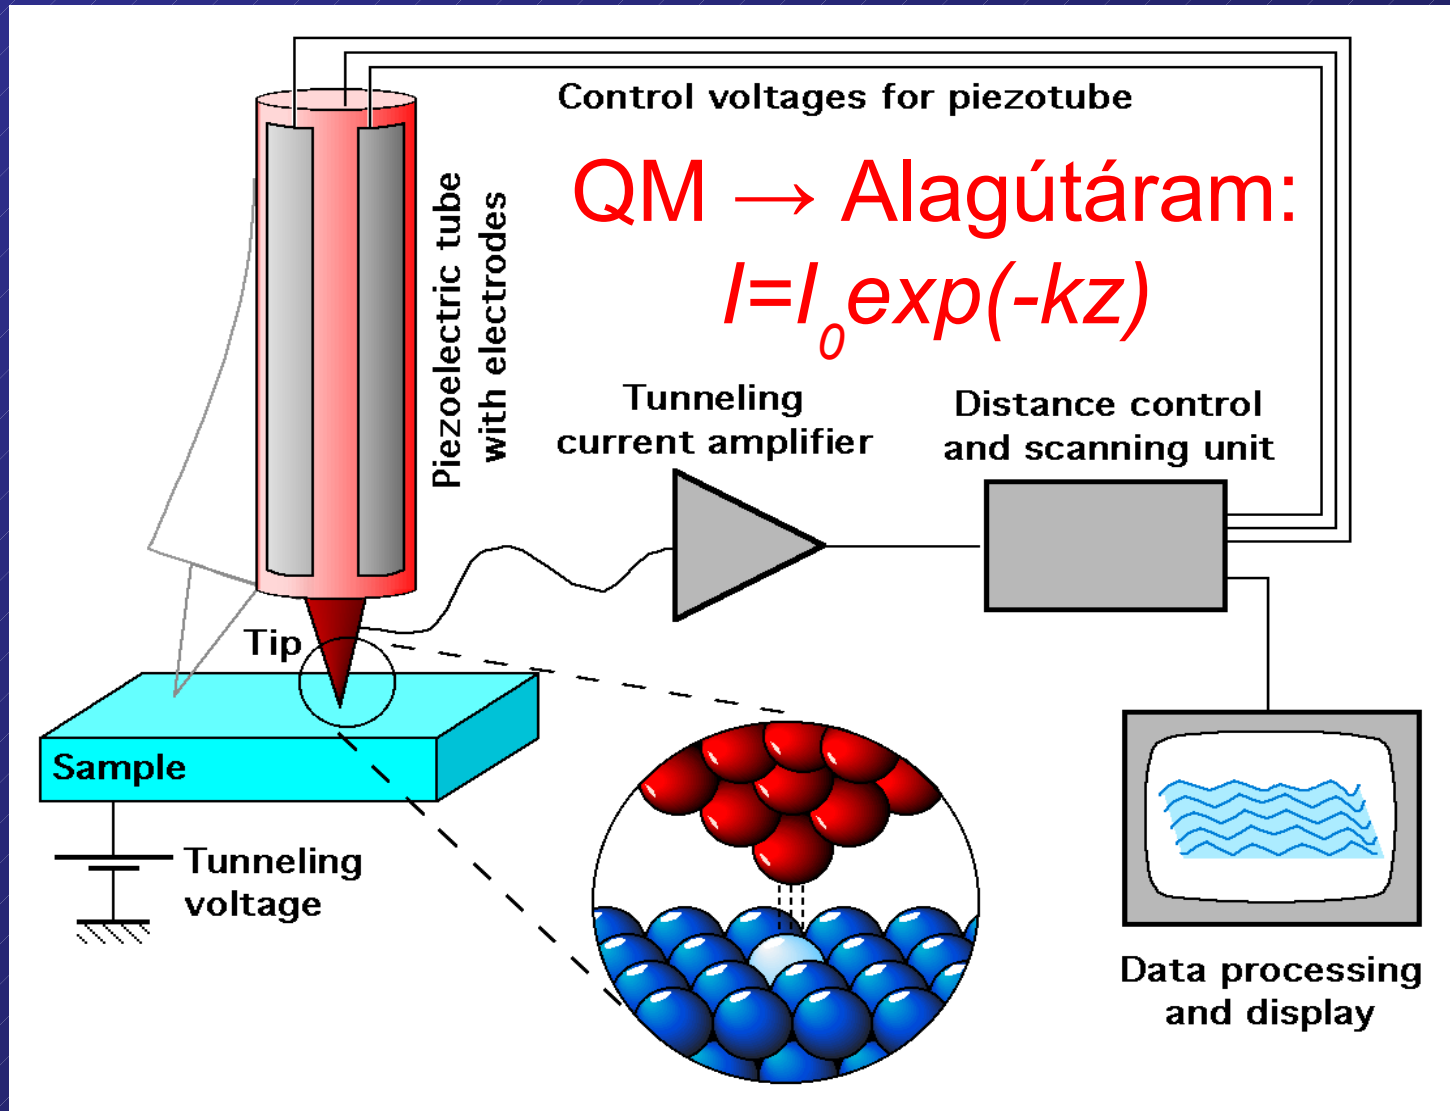 Control voltages for piezotube
QM → Alagútáram:
I=I₀exp(-kz)
Piezoelectric tube
with electrodes
Tunneling
current amplifier
Distance control
and scanning unit
Tip
Sample
Tunneling
voltage
Data processing
and display